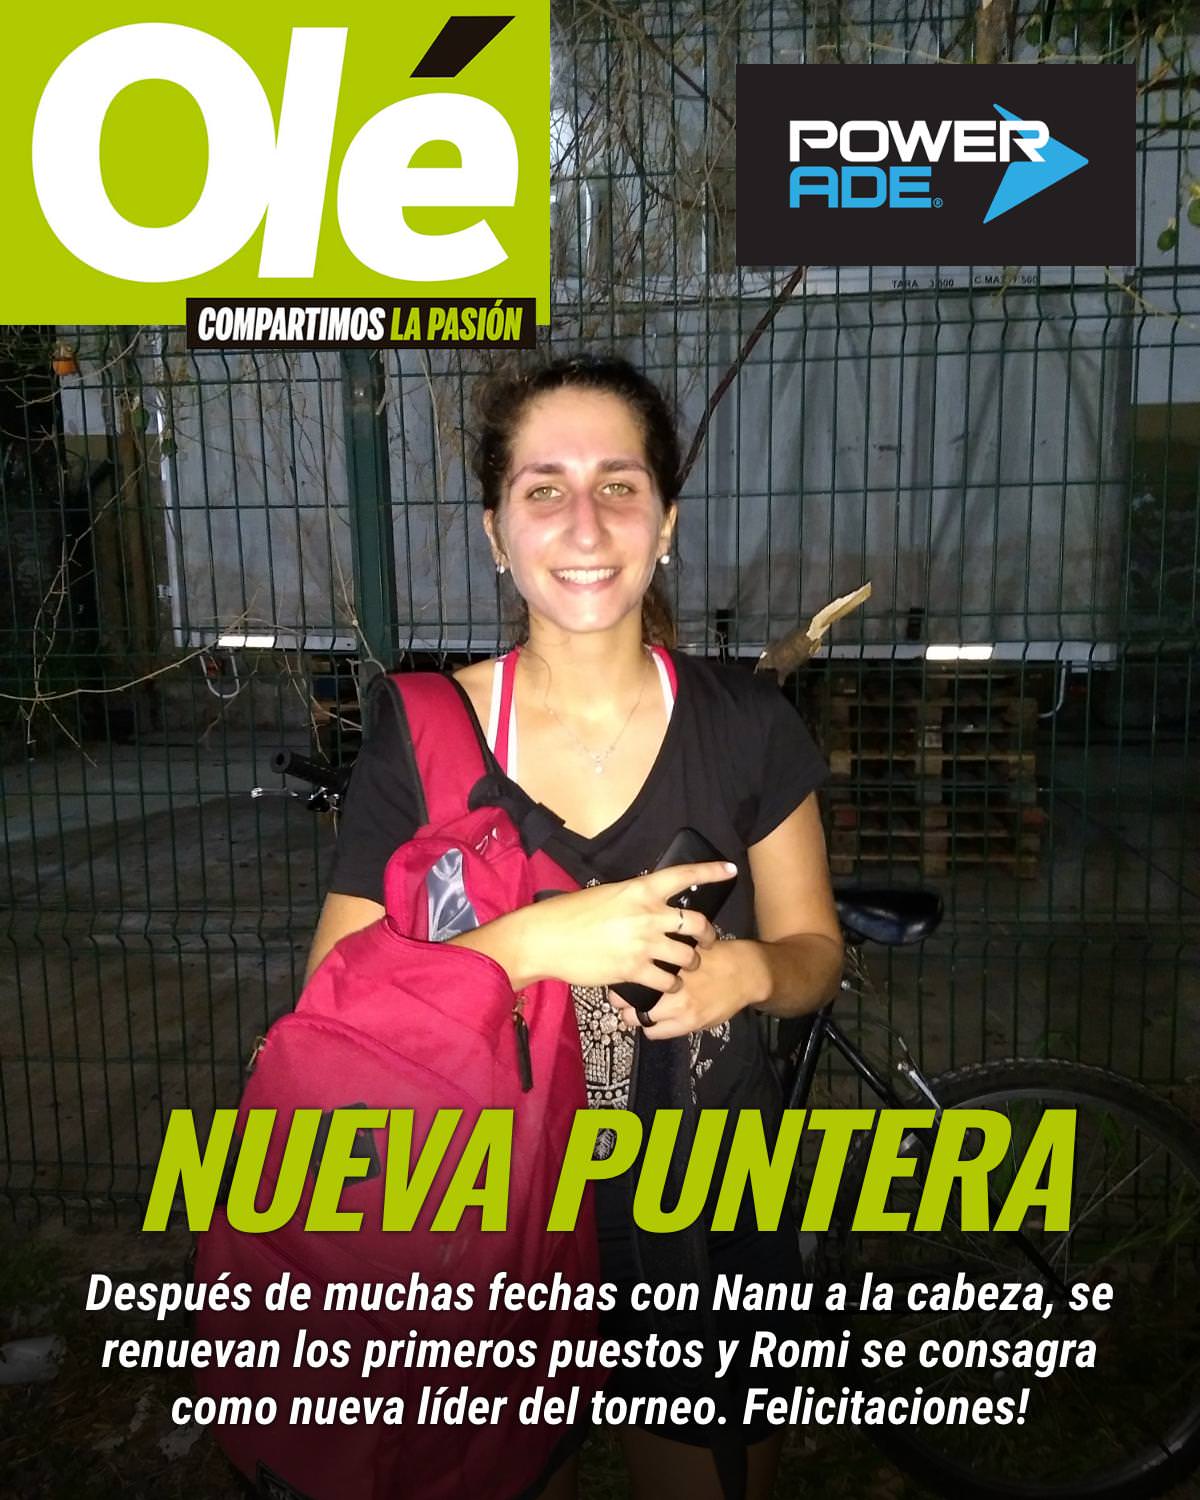 Olé
COMPARTIMOS LA PASIÓN
POWER
ADE®
TARA 3.500 C.MAX 7.500
NUEVA PUNTERA
Después de muchas fechas con Nanu a la cabeza, se
renuevan los primeros puestos y Romi se consagra
como nueva líder del torneo. Felicitaciones!